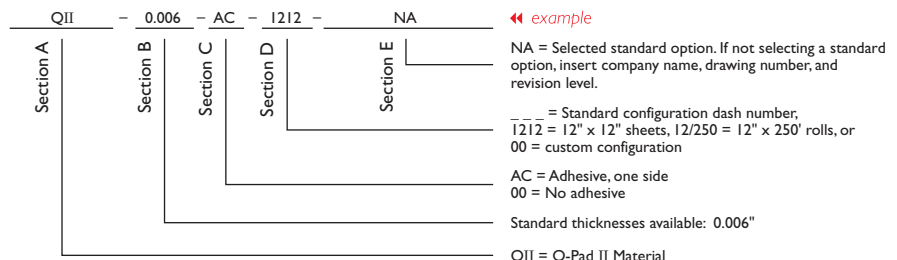 QII – 0.006 – AC – 1212 – NA
◄◄ example
Section A
Section B
Section C
Section D
Section E
NA = Selected standard option. If not selecting a standard
option, insert company name, drawing number, and
revision level.
_ _ _ = Standard configuration dash number,
1212 = 12" x 12" sheets, 12/250 = 12" x 250' rolls, or
00 = custom configuration
AC = Adhesive, one side
00 = No adhesive
Standard thicknesses available: 0.006"
QII = Q-Pad II Material